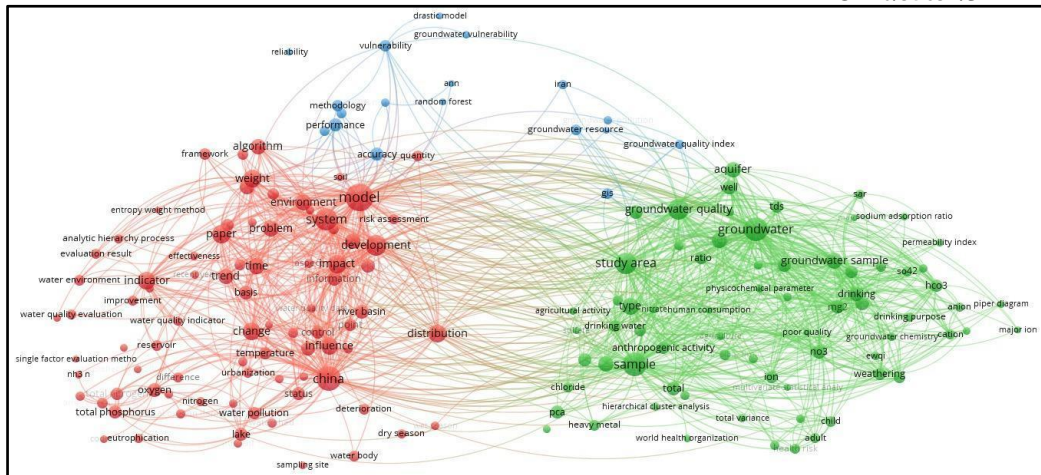 drastic model
groundwater vulnerability
vulnerability
reliability
ann
iran
methodology
random forest
performance
groundwater resource
algorithm
groundwater quality index
framework
accuracy
quantity
aquifer
soil
weight
well
model
gis
sar
environment
entropy weight method
system
risk assessment
groundwater quality
tds
sodium adsorption ratio
paper
problem
groundwater
analytic hierarchy process
development
permeability index
evaluation result
effectiveness
ratio
time
impact
study area
groundwater sample
so42
water environment
indicator
trend
information
hco3
basis
physicochemical parameter
drinking
improvement
type
mg2
anion
piper diagram
river basin
agricultural activity
nitrate
human consumption
drinking purpose
water quality evaluation
water quality indicator
point
major ion
change
control
distribution
drinking water
poor quality
cation
groundwater chemistry
reservoir
influence
anthropogenic activity
no3
single factor evaluation metho
temperature
ewqi
sample
nh3 n
difference
urbanization
china
weathering
oxygen
status
ion
total
chloride
multivariate statistical analy
nitrogen
total phosphorus
water pollution
deterioration
hierarchical cluster analysis
pca
total variance
child
heavy metal
eutrophication
lake
dry season
world health organization
adult
health risk
water body
sampling site